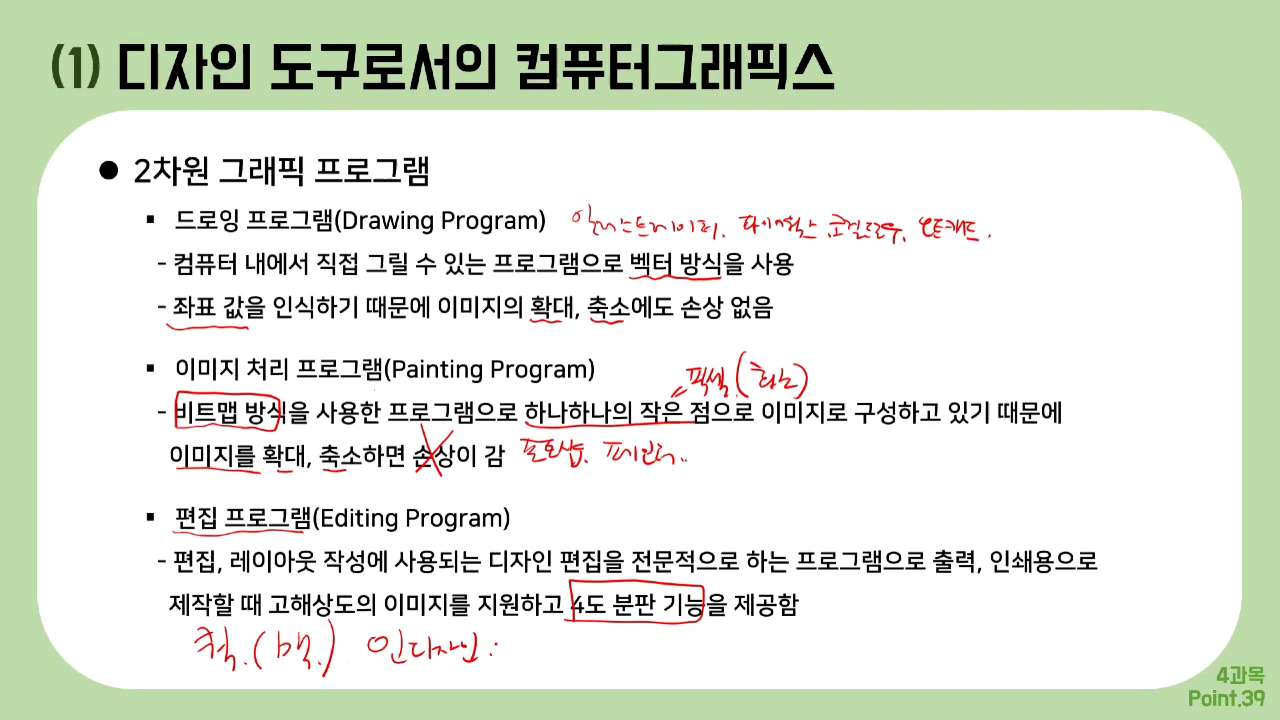 (1) 디자인 도구로서의 컴퓨터그래픽스
● 2차원 그래픽 프로그램
▪ 드로잉 프로그램(Drawing Program) 일러스트레이터, 코렐드로우, 오토캐드.
- 컴퓨터 내에서 직접 그릴 수 있는 프로그램으로 벡터 방식을 사용
- 좌표 값을 인식하기 때문에 이미지의 확대, 축소에도 손상 없음
▪ 이미지 처리 프로그램(Painting Program)
픽셀.(화소)
- 비트맵 방식을 사용한 프로그램으로 하나하나의 작은 점으로 이미지로 구성하고 있기 때문에
이미지를 확대, 축소하면 손상이 감 포토샵, 페인터..
▪ 편집 프로그램(Editing Program)
- 편집, 레이아웃 작성에 사용되는 디자인 편집을 전문적으로 하는 프로그램으로 출력, 인쇄용으로
제작할 때 고해상도의 이미지를 지원하고 4도 분판 기능을 제공함
쿽.(맥.) 인디자인.
4과목
Point.39